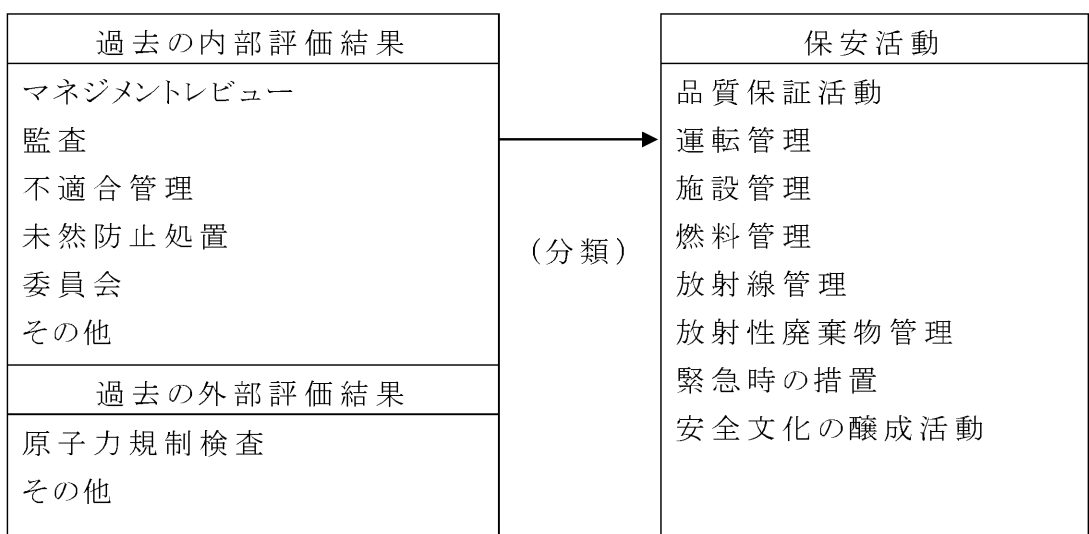 過去の内部評価結果
マネジメントレビュー
監査
不適合管理
未然防止処置
委員会
その他
過去の外部評価結果
原子力規制検査
その他
(分類)
保安活動
品質保証活動
運転管理
施設管理
燃料管理
放射線管理
放射性廃棄物管理
緊急時の措置
安全文化の醸成活動